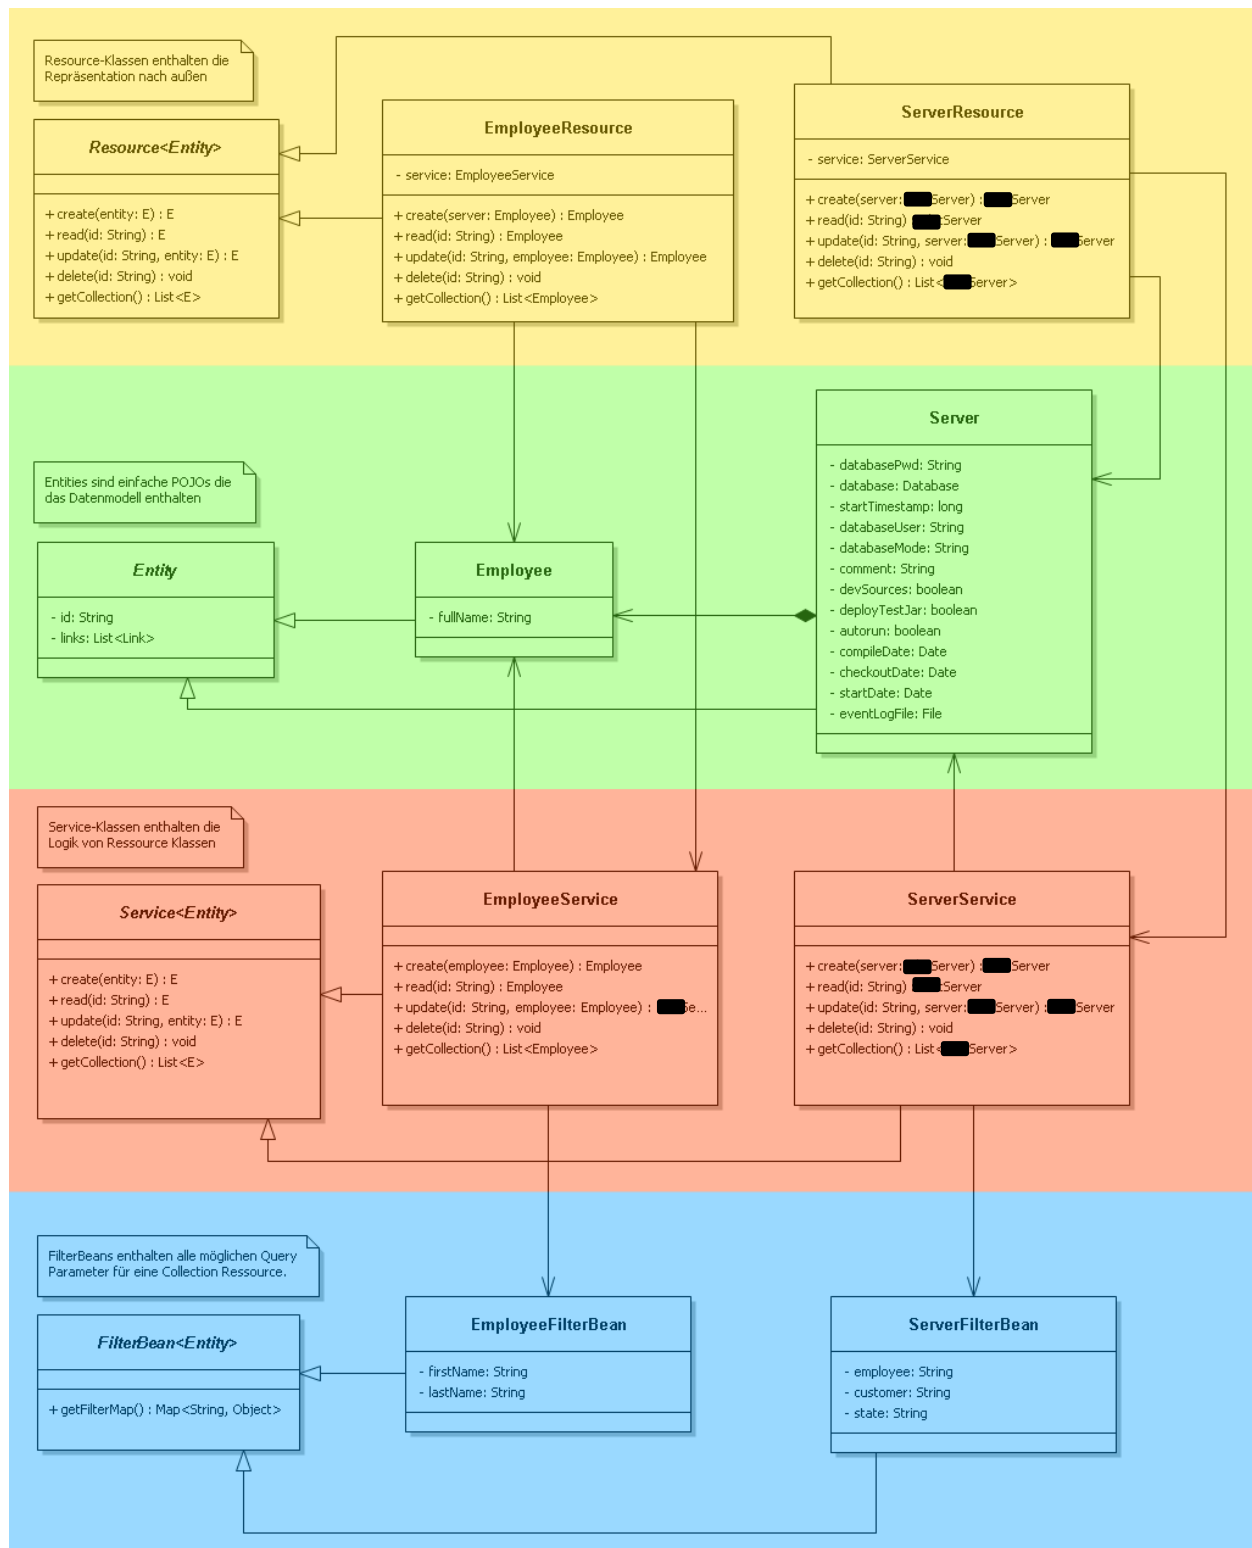 Resource-Klassen enthalten die
Repräsentation nach außen
Resource<Entity>
+ create(entity: E) : E
+ read(id: String) : E
+ update(id: String, entity: E) : E
+ delete(id: String) : void
+ getCollection() : List<E>
EmployeeResource
- service: EmployeeService
+ create(server: Employee) : Employee
+ read(id: String) : Employee
+ update(id: String, employee: Employee) : Employee
+ delete(id: String) : void
+ getCollection() : List<Employee>
ServerResource
- service: ServerService
+ create(server: Server) : Server
+ read(id: String) Server
+ update(id: String, server: Server) : Server
+ delete(id: String) : void
+ getCollection() : List<Server>
Entities sind einfache POJOs die
das Datenmodell enthalten
Entity
- id: String
- links: List<Link>
Employee
- fullName: String
Server
- databasePwd: String
- database: Database
- startTimestamp: long
- databaseUser: String
- databaseMode: String
- comment: String
- devSources: boolean
- deployTestJar: boolean
- autorun: boolean
- compileDate: Date
- checkoutDate: Date
- startDate: Date
- eventLogFile: File
Service-Klassen enthalten die
Logik von Ressource Klassen
Service<Entity>
+ create(entity: E) : E
+ read(id: String) : E
+ update(id: String, entity: E) : E
+ delete(id: String) : void
+ getCollection() : List<E>
EmployeeService
+ create(employee: Employee) : Employee
+ read(id: String) : Employee
+ update(id: String, employee: Employee) : Se...
+ delete(id: String) : void
+ getCollection() : List<Employee>
ServerService
+ create(server: Server) : Server
+ read(id: String) Server
+ update(id: String, server: Server) : Server
+ delete(id: String) : void
+ getCollection() : List<Server>
FilterBeans enthalten alle möglichen Query
Parameter für eine Collection Ressource.
FilterBean<Entity>
+ getFilterMap() : Map<String, Object>
EmployeeFilterBean
- firstName: String
- lastName: String
ServerFilterBean
- employee: String
- customer: String
- state: String